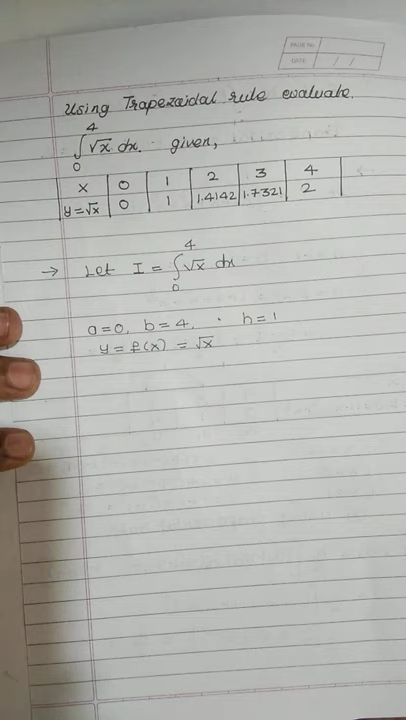 PAGE No.
DATE / /
Using Trapezaidal rule evaluate.
4
∫√x dx. given,
0
x 0 1 2 3 4
y=√x 0 1 1.4142 1.7321 2
→ Let I = ∫√x dx
4
0
a=0, b=4, h=1
y = f(x) = √x